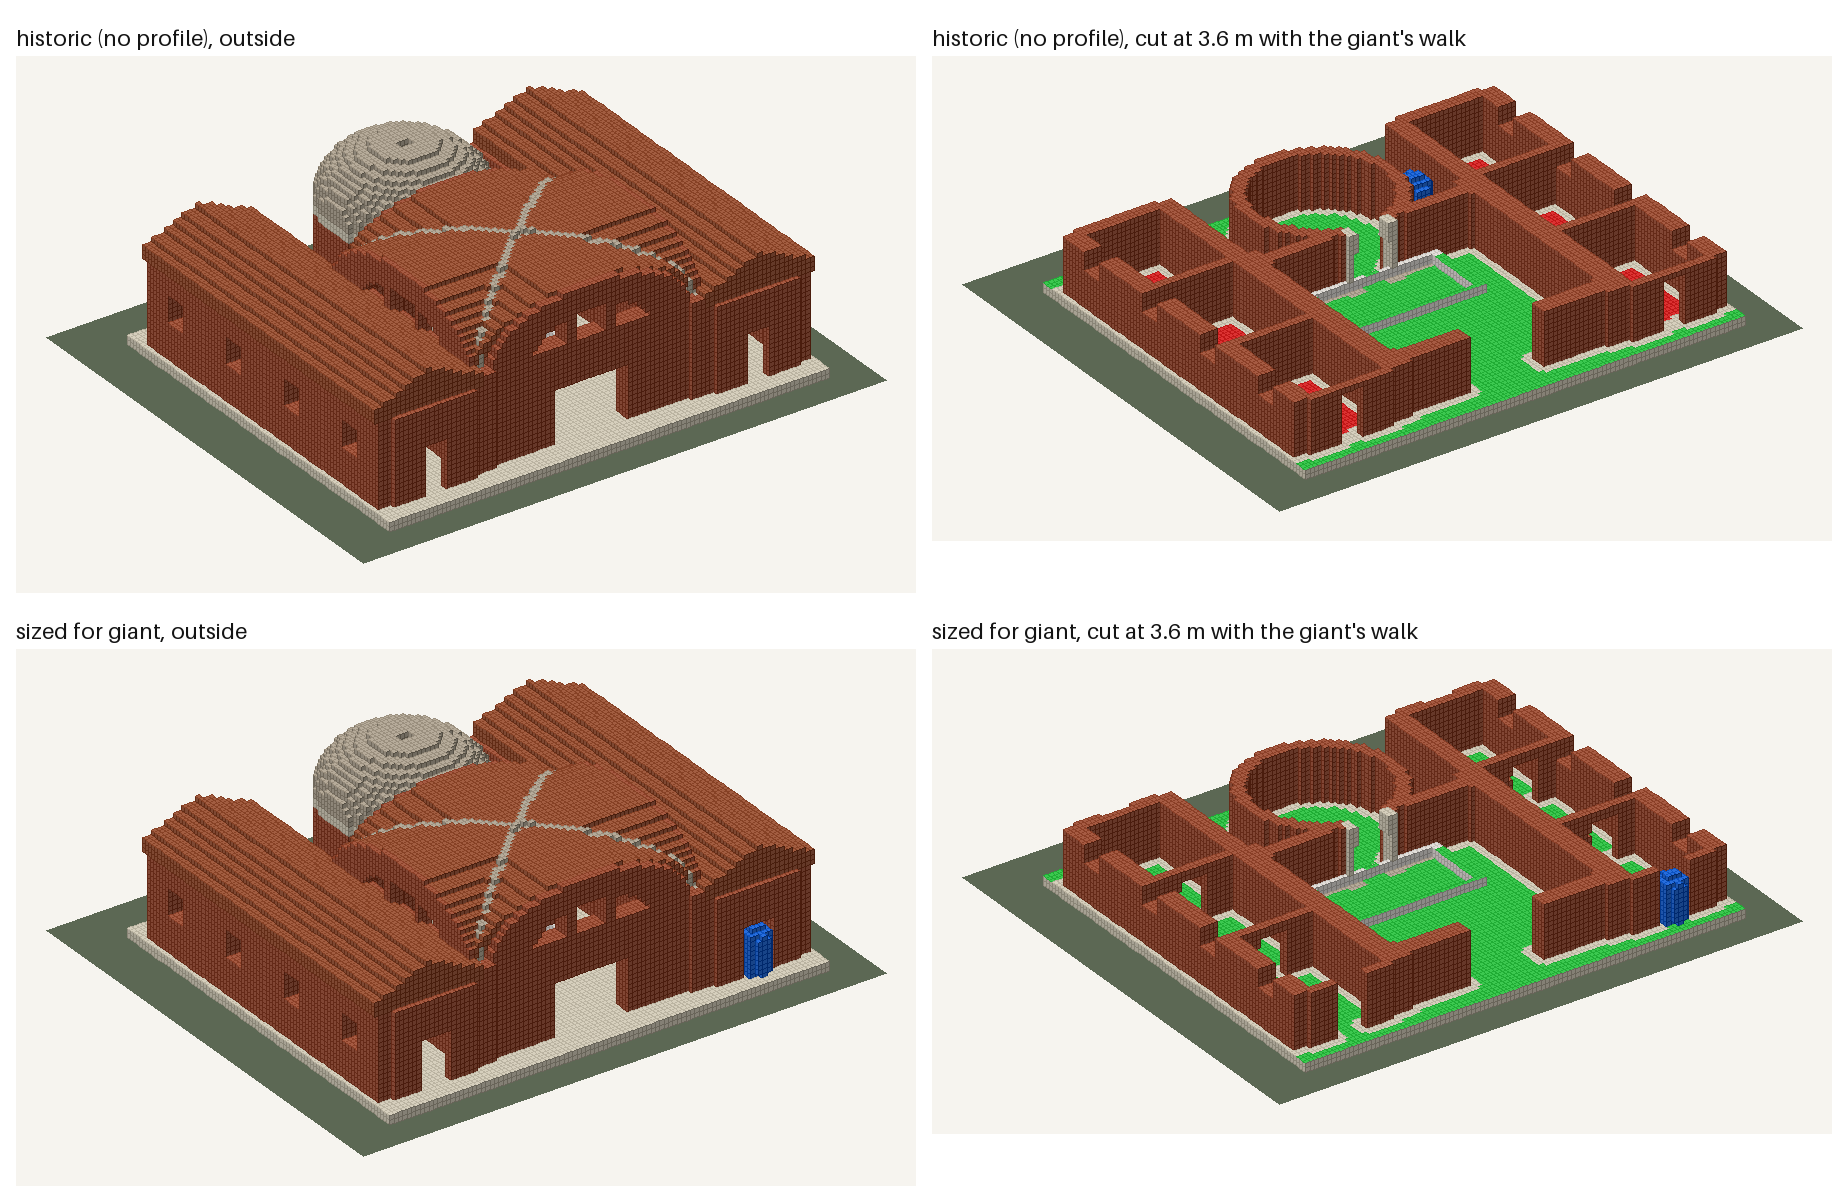 historic (no profile), outside
historic (no profile), cut at 3.6 m with the giant's walk
sized for giant, outside
sized for giant, cut at 3.6 m with the giant's walk